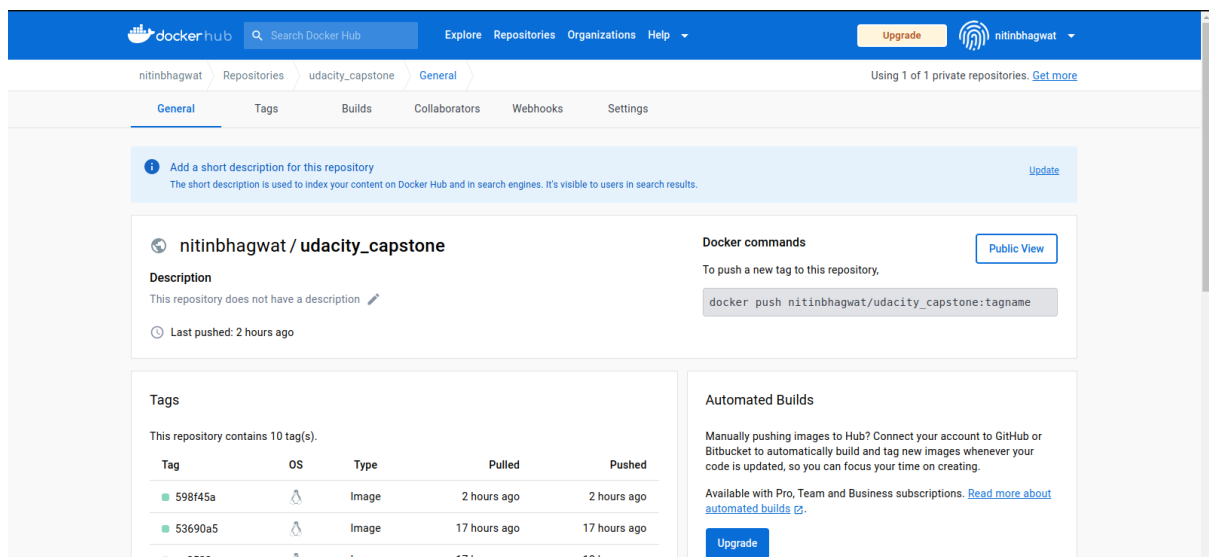 dockerhub Search Docker Hub Explore Repositories Organizations Help Upgrade nitinbhagwat
nitinbhagwat Repositories udacity_capstone General Using 1 of 1 private repositories. Get more
General Tags Builds Collaborators Webhooks Settings
Add a short description for this repository
The short description is used to index your content on Docker Hub and in search engines. It's visible to users in search results.
Update
nitinbhagwat / udacity_capstone
Description
This repository does not have a description
Last pushed: 2 hours ago
Docker commands
Public View
To push a new tag to this repository,
docker push nitinbhagwat/udacity_capstone:tagname
Tags
This repository contains 10 tag(s).
Tag OS Type Pulled Pushed
598f45a Image 2 hours ago 2 hours ago
53690a5 Image 17 hours ago 17 hours ago
Automated Builds
Manually pushing images to Hub? Connect your account to GitHub or
Bitbucket to automatically build and tag new images whenever your
code is updated, so you can focus your time on creating.
Available with Pro, Team and Business subscriptions. Read more about
automated builds.
Upgrade